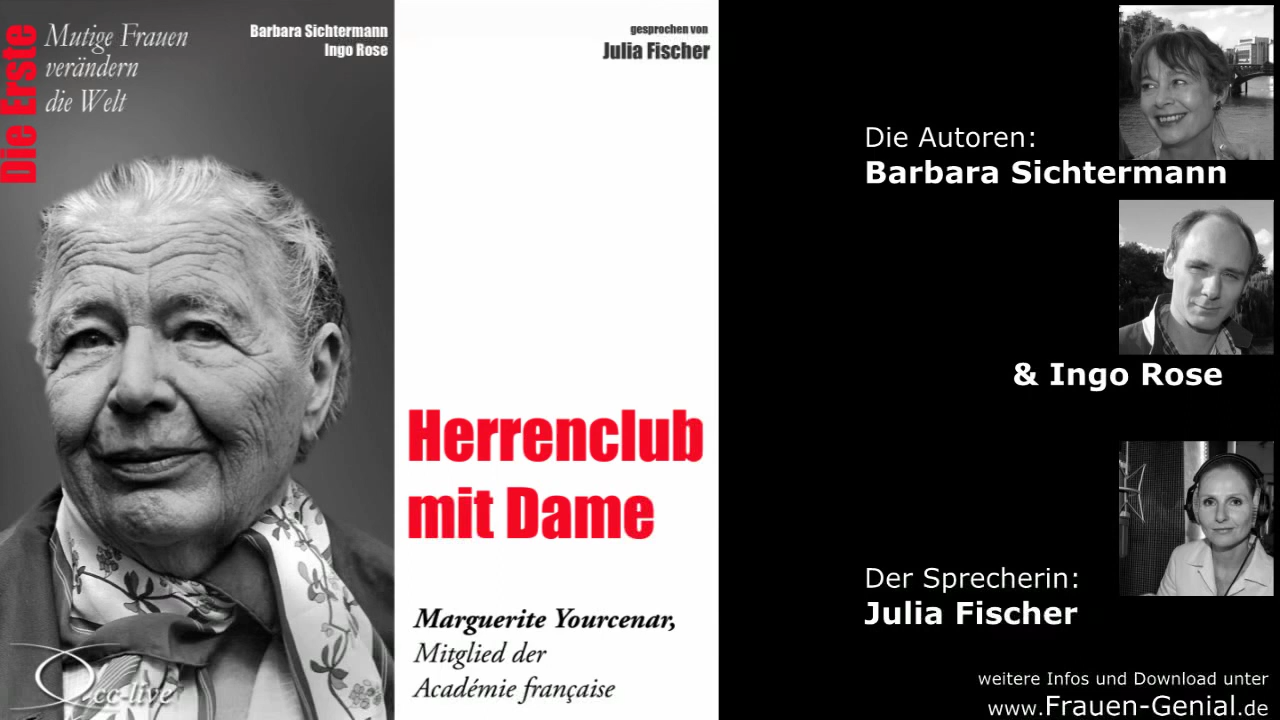 Die Erste
Mutige Frauen
verändern
die Welt
Barbara Sichtermann
Ingo Rose
gesprochen von
Julia Fischer
Herrenclub
mit Dame
Marguerite Yourcenar,
Mitglied der
Académie française
cc-live
Die Autoren:
Barbara Sichtermann
& Ingo Rose
Der Sprecherin:
Julia Fischer
weitere Infos und Download unter
www.Frauen-Genial.de